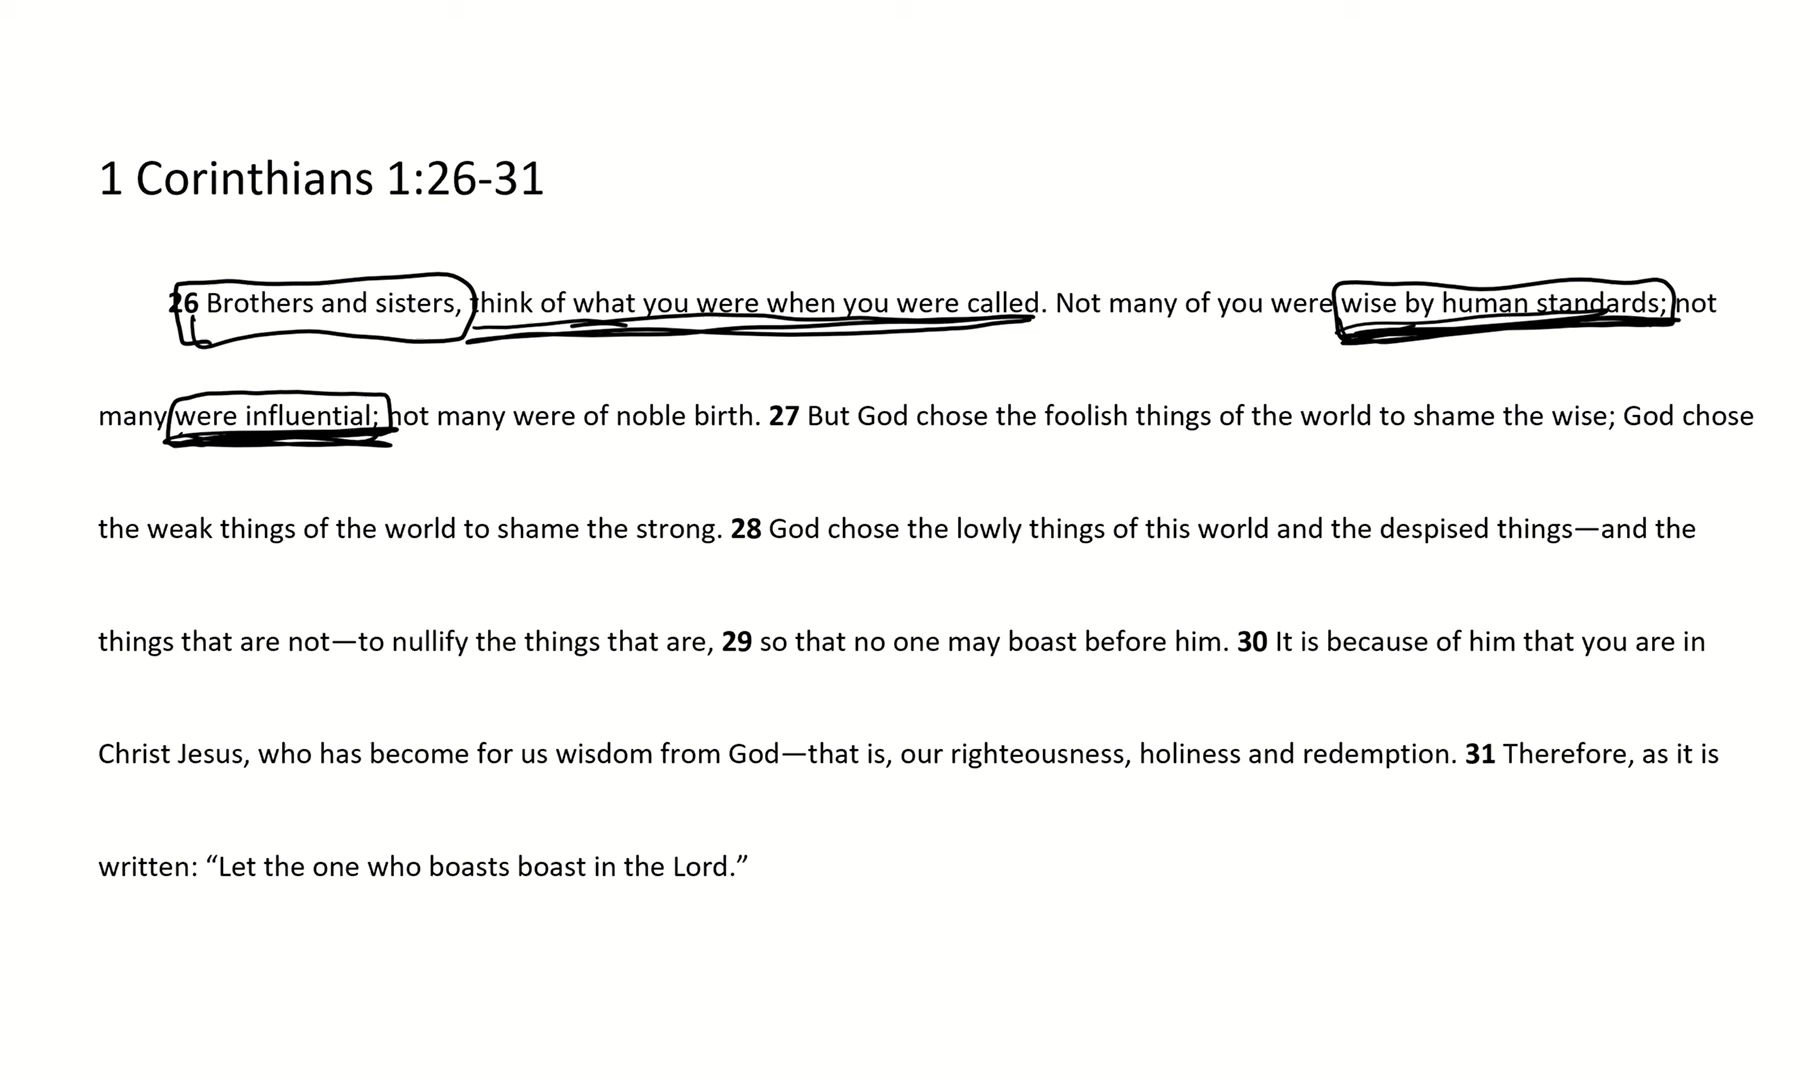 1 Corinthians 1:26-31
26 Brothers and sisters, think of what you were when you were called. Not many of you were wise by human standards; not
many were influential; not many were of noble birth. 27 But God chose the foolish things of the world to shame the wise; God chose
the weak things of the world to shame the strong. 28 God chose the lowly things of this world and the despised things—and the
things that are not—to nullify the things that are, 29 so that no one may boast before him. 30 It is because of him that you are in
Christ Jesus, who has become for us wisdom from God—that is, our righteousness, holiness and redemption. 31 Therefore, as it is
written: “Let the one who boasts boast in the Lord.”